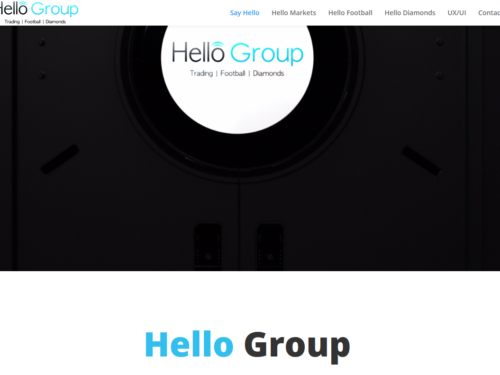 Hello Group
Trading | Football | Diamonds
Say Hello Hello Markets Hello Football Hello Diamonds UX/UI Contac
Hello Group
Trading | Football | Diamonds
Hello Group